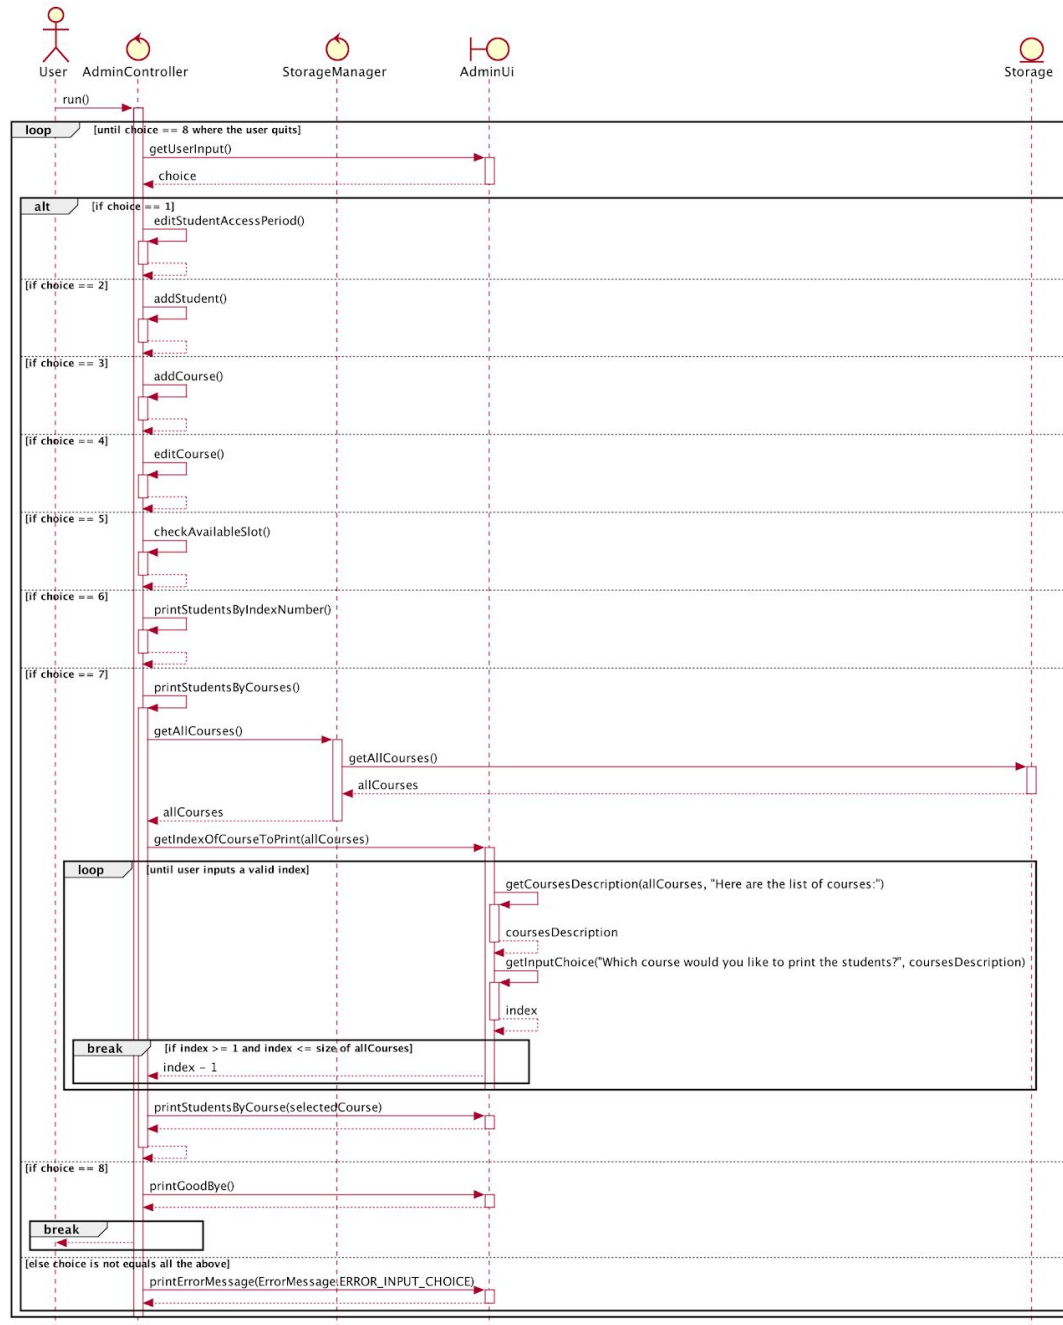 User
AdminController
StorageManager
AdminUi
Storage
run()
loop
[until choice == 8 where the user quits]
getUserInput()
choice
alt
[if choice == 1]
editStudentAccessPeriod()
[if choice == 2]
addStudent()
[if choice == 3]
addCourse()
[if choice == 4]
editCourse()
[if choice == 5]
checkAvailableSlot()
[if choice == 6]
printStudentsByIndexNumber()
[if choice == 7]
printStudentsByCourses()
getAllCourses()
getAllCourses()
allCourses
allCourses
getIndexOfCourseToPrint(allCourses)
loop
[until user inputs a valid index]
getCoursesDescription(allCourses, "Here are the list of courses:")
coursesDescription
getInputChoice("Which course would you like to print the students?", coursesDescription)
index
break
[if index >= 1 and index <= size of allCourses]
index - 1
printStudentsByCourse(selectedCourse)
[if choice == 8]
printGoodBye()
break
[else choice is not equals all the above]
printErrorMessage(ErrorMessage.ERROR_INPUT_CHOICE)